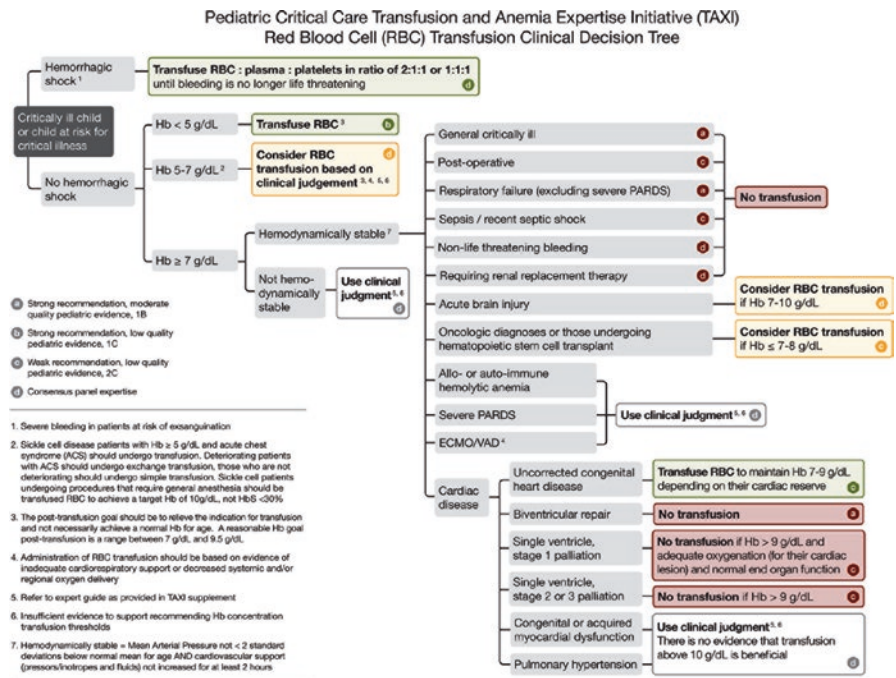 Pediatric Critical Care Transfusion and Anemia Expertise Initiative (TAXI)
Red Blood Cell (RBC) Transfusion Clinical Decision Tree
Critically ill child
or child at risk for
critical illness
Hemorrhagic
shock 1
Transfuse RBC : plasma : platelets in ratio of 2:1:1 or 1:1:1
until bleeding is no longer life threatening
d
No hemorrhagic
shock
Hb < 5 g/dL
Transfuse RBC 3
b
Hb 5-7 g/dL 2
Consider RBC
transfusion based on
clinical judgement 3, 4, 5, 6
d
Hb ≥ 7 g/dL
Hemodynamically stable 7
Not hemo-
dynamically
stable
Use clinical
judgment 5, 6
d
General critically ill
a
Post-operative
c
Respiratory failure (excluding severe PARDS)
a
Sepsis / recent septic shock
c
Non-life threatening bleeding
d
Requiring renal replacement therapy
d
No transfusion
Acute brain injury
Consider RBC transfusion
if Hb 7-10 g/dL
d
Oncologic diagnoses or those undergoing
hematopoietic stem cell transplant
Consider RBC transfusion
if Hb ≤ 7-8 g/dL
Allo- or auto-immune
hemolytic anemia
Severe PARDS
ECMO/VAD 4
Use clinical judgment 5, 6
d
Cardiac
disease
Uncorrected congenital
heart disease
Transfuse RBC to maintain Hb 7-9 g/dL
depending on their cardiac reserve
c
Biventricular repair
No transfusion
a
Single ventricle,
stage 1 palliation
No transfusion if Hb > 9 g/dL and
adequate oxygenation (for their cardiac
lesion) and normal end organ function
c
Single ventricle,
stage 2 or 3 palliation
No transfusion if Hb > 9 g/dL
c
Congenital or acquired
myocardial dysfunction
Pulmonary hypertension
Use clinical judgment 5, 6
There is no evidence that transfusion
above 10 g/dL is beneficial
d
a Strong recommendation, moderate
quality pediatric evidence, 1B
b Strong recommendation, low quality
pediatric evidence, 1C
c Weak recommendation, low quality
pediatric evidence, 2C
d Consensus panel expertise
1. Severe bleeding in patients at risk of exsanguination
2. Sickle cell disease patients with Hb ≥ 5 g/dL and acute chest
syndrome (ACS) should undergo transfusion. Deteriorating patients
with ACS should undergo exchange transfusion, those who are not
deteriorating should undergo simple transfusion. Sickle cell patients
undergoing procedures that require general anesthesia should be
transfused RBC to achieve a target Hb of 10g/dL, not HbS <30%
3. The post-transfusion goal should be to relieve the indication for transfusion
and not necessarily achieve a normal Hb for age. A reasonable Hb goal
post-transfusion is a range between 7 g/dL and 9.5 g/dL
4. Administration of RBC transfusion should be based on evidence of
inadequate cardiorespiratory support or decreased systemic and/or
regional oxygen delivery
5. Refer to expert guide as provided in TAXI supplement
6. Insufficient evidence to support recommending Hb concentration
transfusion thresholds
7. Hemodynamically stable = Mean Arterial Pressure not < 2 standard
deviations below normal mean for age AND cardiovascular support
(pressors/inotropes and fluids) not increased for at least 2 hours